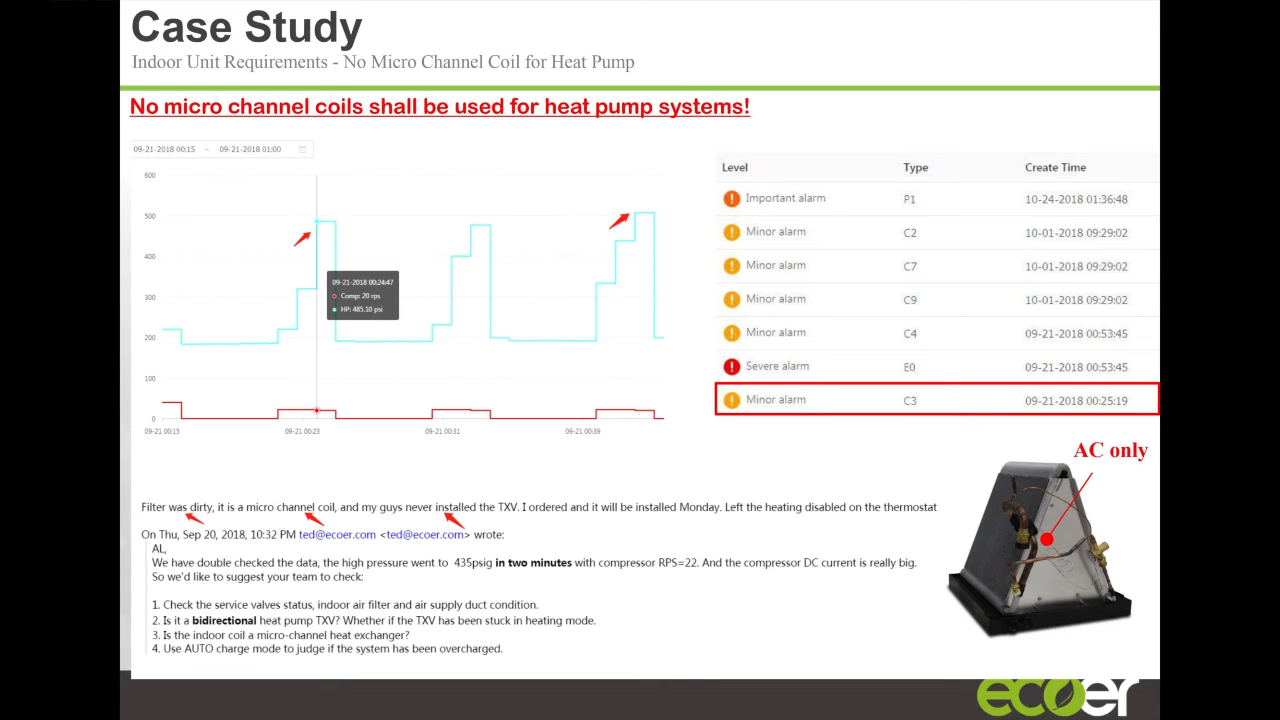 Case Study
Indoor Unit Requirements - No Micro Channel Coil for Heat Pump
No micro channel coils shall be used for heat pump systems!
09-21-2018 00:15 ~ 09-21-2018 01:00
600
500
400
300
200
100
0
09-21 00:15
09-21 00:23
09-21 00:31
09-21 00:39
09-21-2018 00:24:47
Comp: 20 rps
HP: 485.10 psi
Level Type Create Time
Important alarm P1 10-24-2018 01:36:48
Minor alarm C2 10-01-2018 09:29:02
Minor alarm C7 10-01-2018 09:29:02
Minor alarm C9 10-01-2018 09:29:02
Minor alarm C4 09-21-2018 00:53:45
Severe alarm E0 09-21-2018 00:53:45
Minor alarm C3 09-21-2018 00:25:19
AC only
Filter was dirty, it is a micro channel coil, and my guys never installed the TXV. I ordered and it will be installed Monday. Left the heating disabled on the thermostat
On Thu, Sep 20, 2018, 10:32 PM ted@ecoer.com <ted@ecoer.com> wrote:
AL,
We have double checked the data, the high pressure went to 435psig in two minutes with compressor RPS=22. And the compressor DC current is really big.
So we'd like to suggest your team to check:
1. Check the service valves status, indoor air filter and air supply duct condition.
2. Is it a bidirectional heat pump TXV? Whether if the TXV has been stuck in heating mode.
3. Is the indoor coil a micro-channel heat exchanger?
4. Use AUTO charge mode to judge if the system has been overcharged.
ecoer